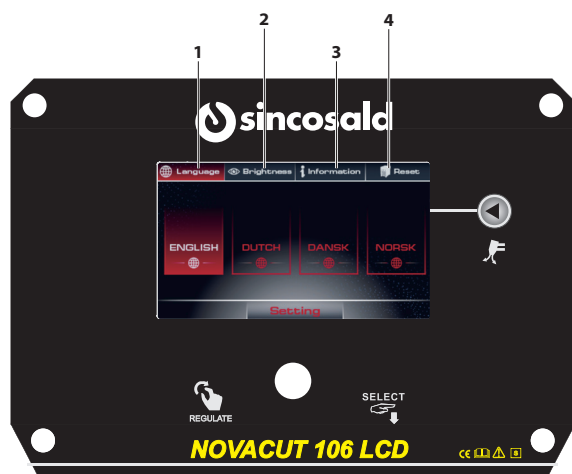 1 2 3 4
sincosald
Language Brightness Information Reset
ENGLISH DUTCH DANSK NORSK
Setting
REGULATE
SELECT
NOVACUT 106 LCD
CE S